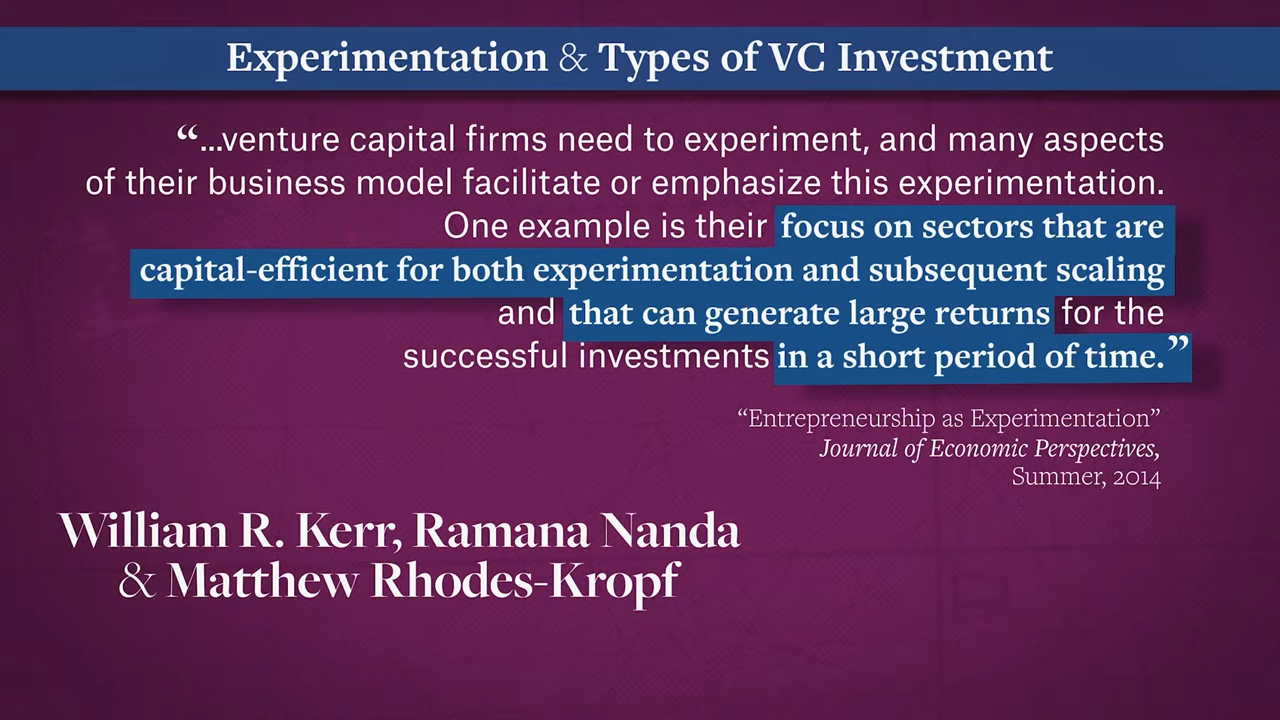 Experimentation & Types of VC Investment
“...venture capital firms need to experiment, and many aspects
of their business model facilitate or emphasize this experimentation.
One example is their focus on sectors that are
capital-efficient for both experimentation and subsequent scaling
and that can generate large returns for the
successful investments in a short period of time.”
“Entrepreneurship as Experimentation”
Journal of Economic Perspectives,
Summer, 2014
William R. Kerr, Ramana Nanda
& Matthew Rhodes-Kropf